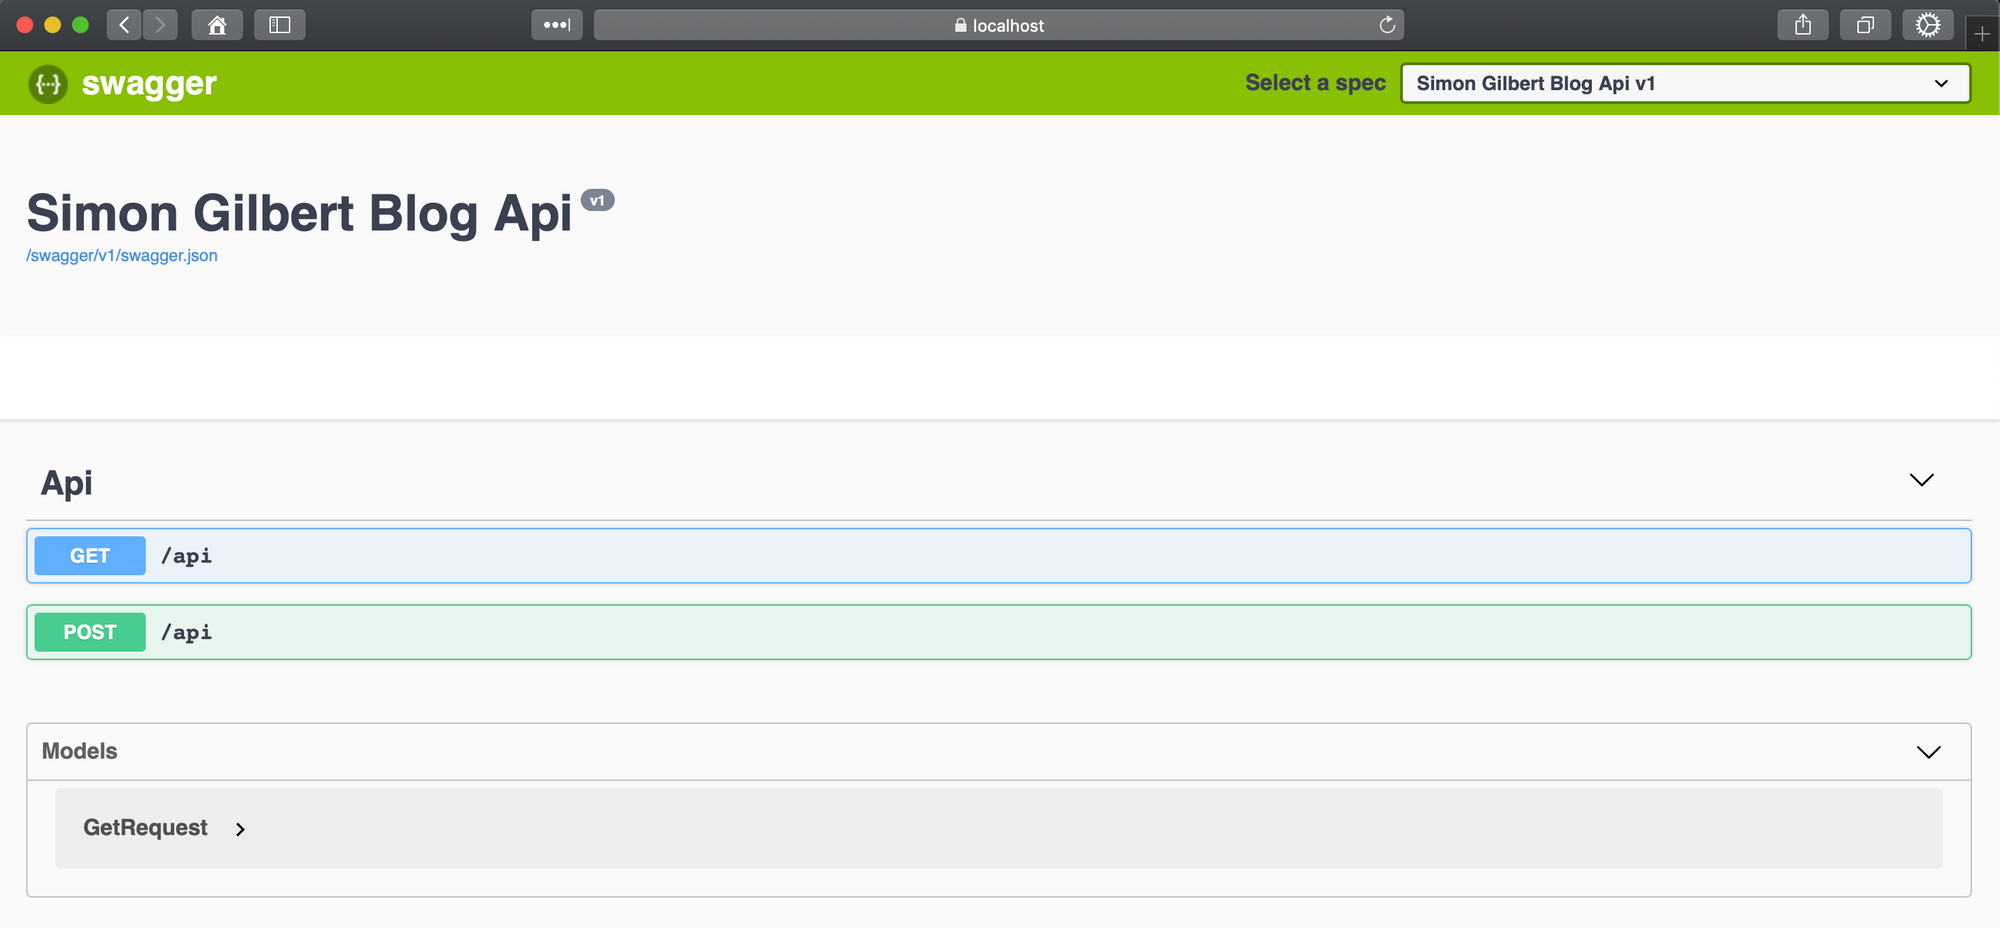 localhost
swagger
Select a spec
Simon Gilbert Blog Api v1
Simon Gilbert Blog Api v1
/swagger/v1/swagger.json
Api
GET /api
POST /api
Models
GetRequest